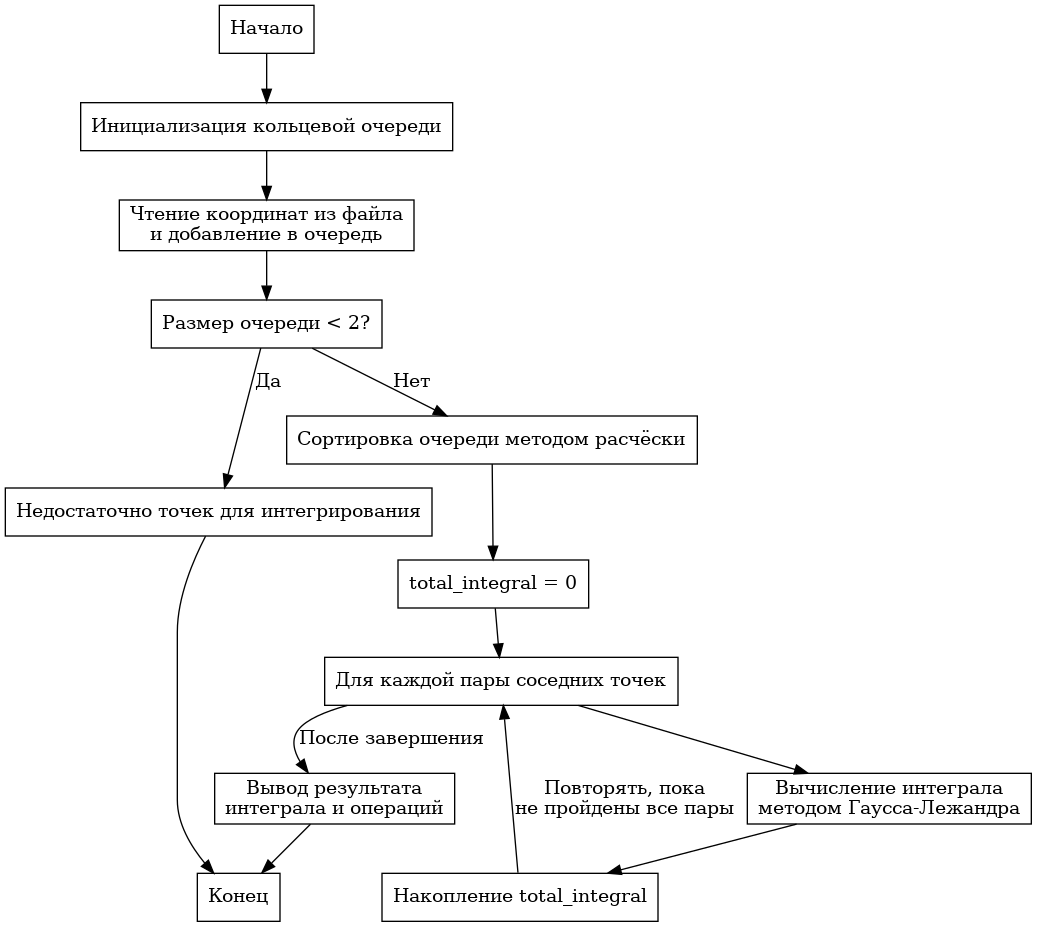 Начало
Инициализация кольцевой очереди
Чтение координат из файла
и добавление в очередь
Размер очереди < 2?
Да
Нет
Сортировка очереди методом расчёски
Недостаточно точек для интегрирования
total_integral = 0
Для каждой пары соседних точек
После завершения
Вывод результата
интеграла и операций
Повторять, пока
не пройдены все пары
Вычисление интеграла
методом Гаусса-Лежандра
Конец
Накопление total_integral